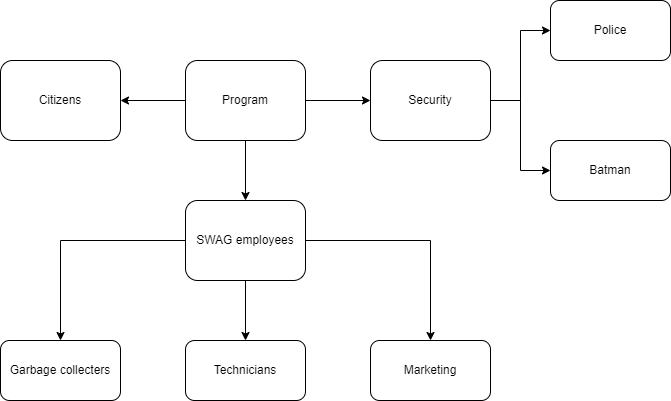 Police
Citizens
Program
Security
Batman
SWAG employees
Garbage collecters
Technicians
Marketing